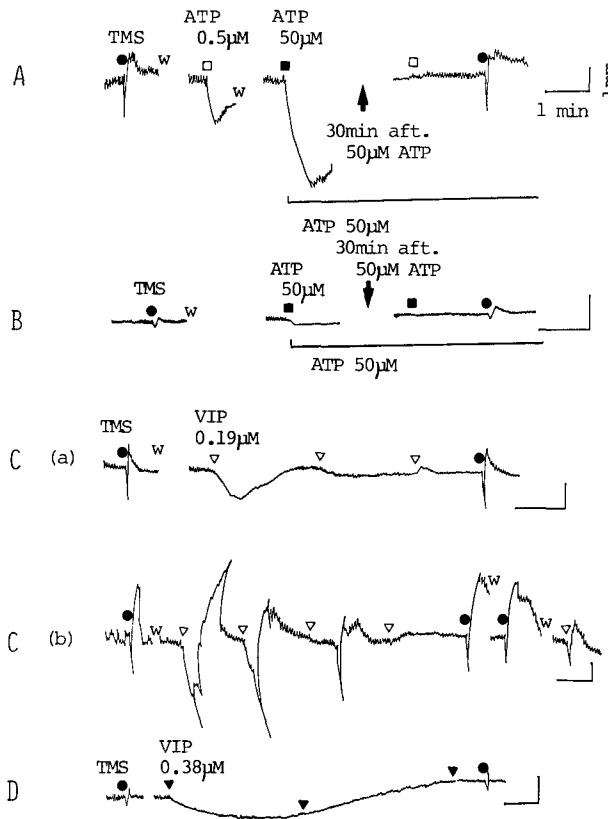 A
TMS
w
ATP
0.5µM
w
ATP
50µM
30min aft.
50µM ATP
1 min
ATP 50µM
B
TMS
w
ATP
50µM
30min aft.
50µM ATP
ATP 50µM
C (a)
TMS
w
VIP
0.19µM
C (b)
w
w
w
D
TMS
VIP
0.38µM